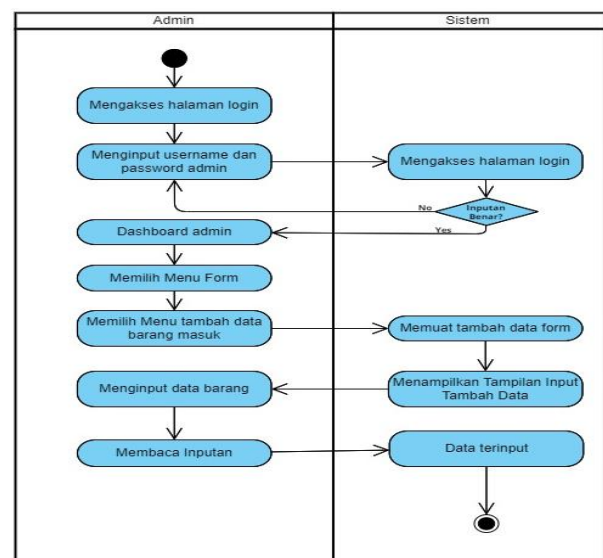 Admin
Sistem
Mengakses halaman login
Menginput username dan
password admin
Mengakses halaman login
Inputan
Benar?
No
Yes
Dashboard admin
Memilih Menu Form
Memilih Menu tambah data
barang masuk
Memuat tambah data form
Menampilkan Tampilan Input
Tambah Data
Menginput data barang
Membaca Inputan
Data terinput